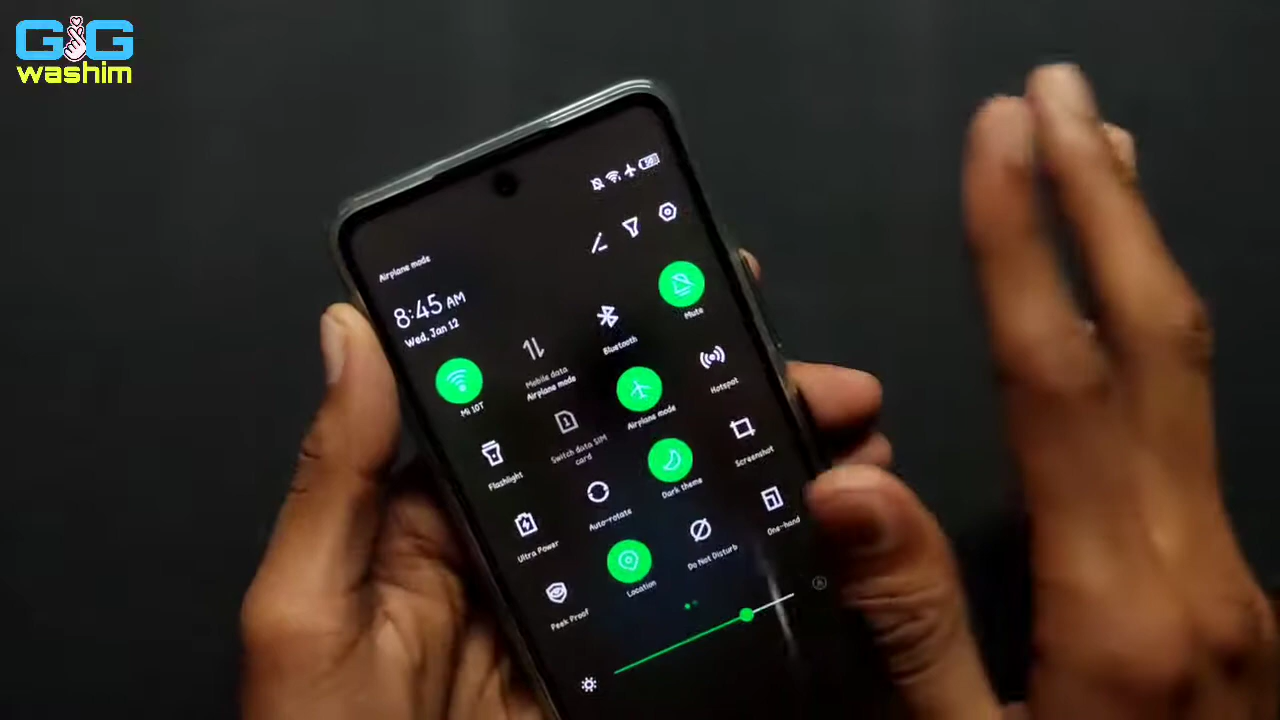 GIG
washim
Airplane mode
8:45 AM
Wed, Jan 12
Mi 10T
Mobile data
Airplane mode
Bluetooth
Mute
Flashlight
Switch data SIM
card
Airplane mode
Hotspot
Ultra Power
Auto-rotate
Dark theme
Screenshot
Peek Proof
Location
Do Not Disturb
One-hand